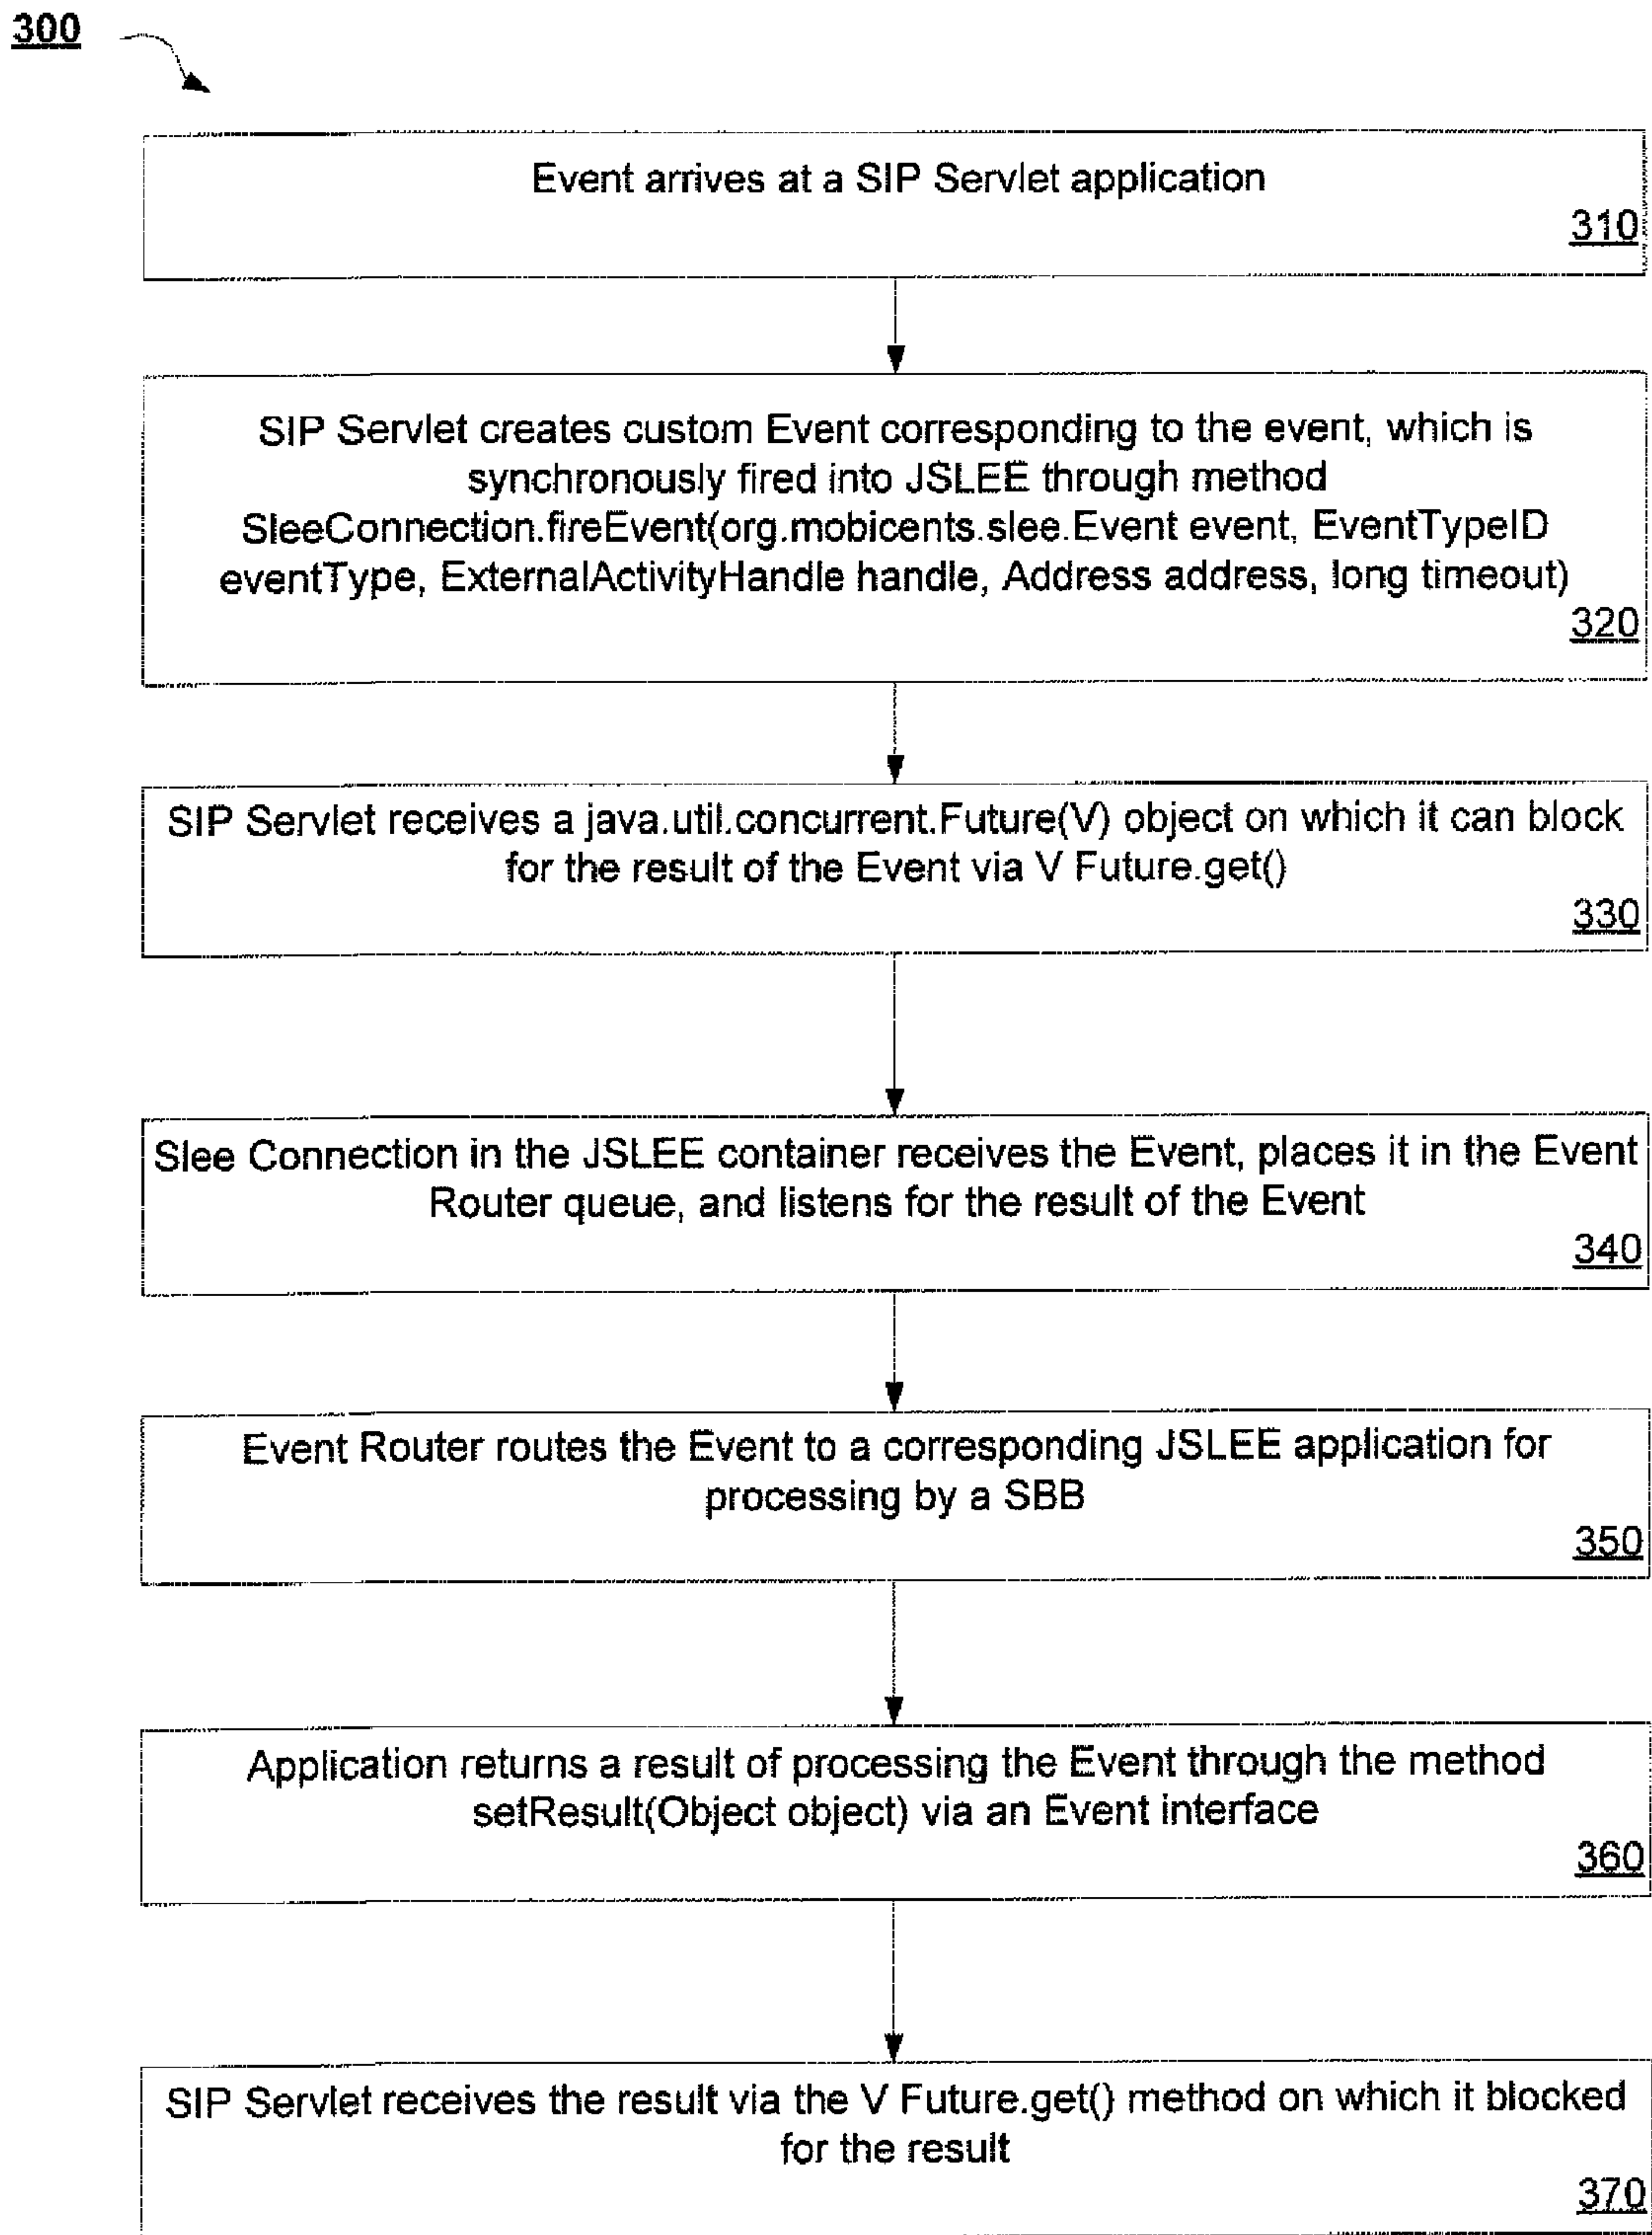 300
Event arrives at a SIP Servlet application
310
SIP Servlet creates custom Event corresponding to the event, which is
synchronously fired into JSLEE through method
SleeConnection.fireEvent(org.mobicents.slee.Event event, EventTypeID
eventType, ExternalActivityHandle handle, Address address, long timeout)
320
SIP Servlet receives a java.util.concurrent.Future(V) object on which it can block
for the result of the Event via V Future.get()
330
Slee Connection in the JSLEE container receives the Event, places it in the Event
Router queue, and listens for the result of the Event
340
Event Router routes the Event to a corresponding JSLEE application for
processing by a SBB
350
Application returns a result of processing the Event through the method
setResult(Object object) via an Event interface
360
SIP Servlet receives the result via the V Future.get() method on which it blocked
for the result
370